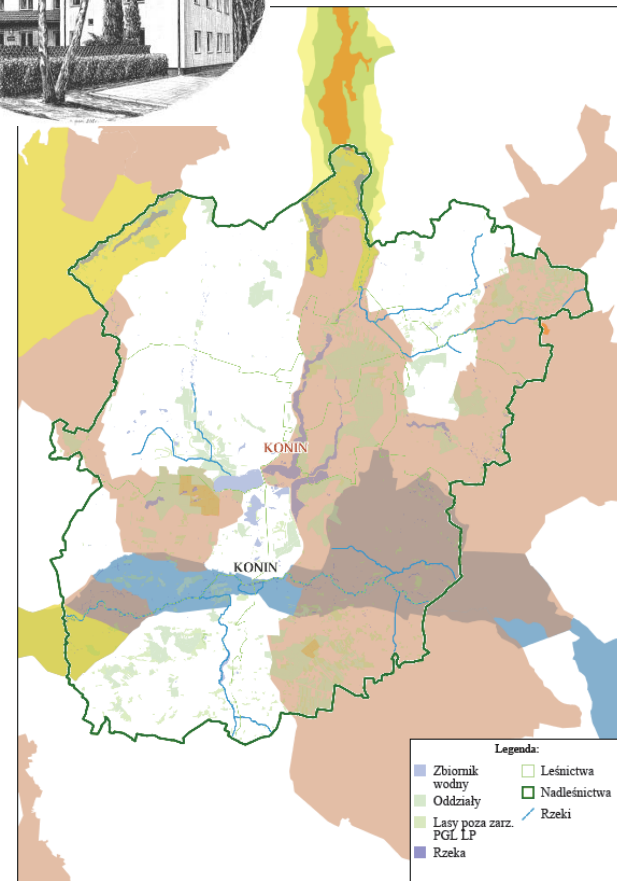 KONIN
KONIN
Legenda:
Zbiornik
wodny
Oddziały
Lasy poza zarz.
PGL LP
Rzeka
Leśnictwa
Nadleśnictwa
Rzeki